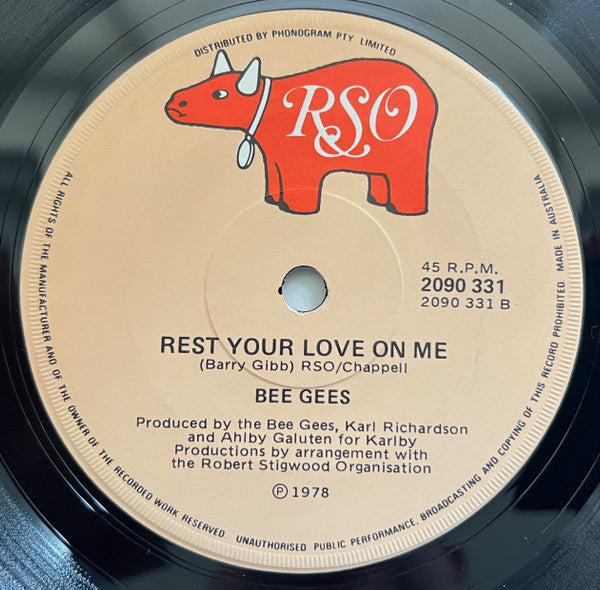 DISTRIBUTED BY PHONOGRAM PTY LIMITED
RSO
45 R.P.M.
2090 331
2090 331 B
REST YOUR LOVE ON ME
(Barry Gibb) RSO/Chappell
BEE GEES
Produced by the Bee Gees, Karl Richardson
and Ahlby Galuten for Karlby
Productions by arrangement with
the Robert Stigwood Organisation
Ⓟ 1978
ALL RIGHTS OF THE MANUFACTURER AND OF THE OWNER OF THE RECORDED WORK RESERVED. UNAUTHORISED PUBLIC PERFORMANCE, BROADCASTING AND COPYING OF THIS RECORD PROHIBITED. MADE IN AUSTRALIA